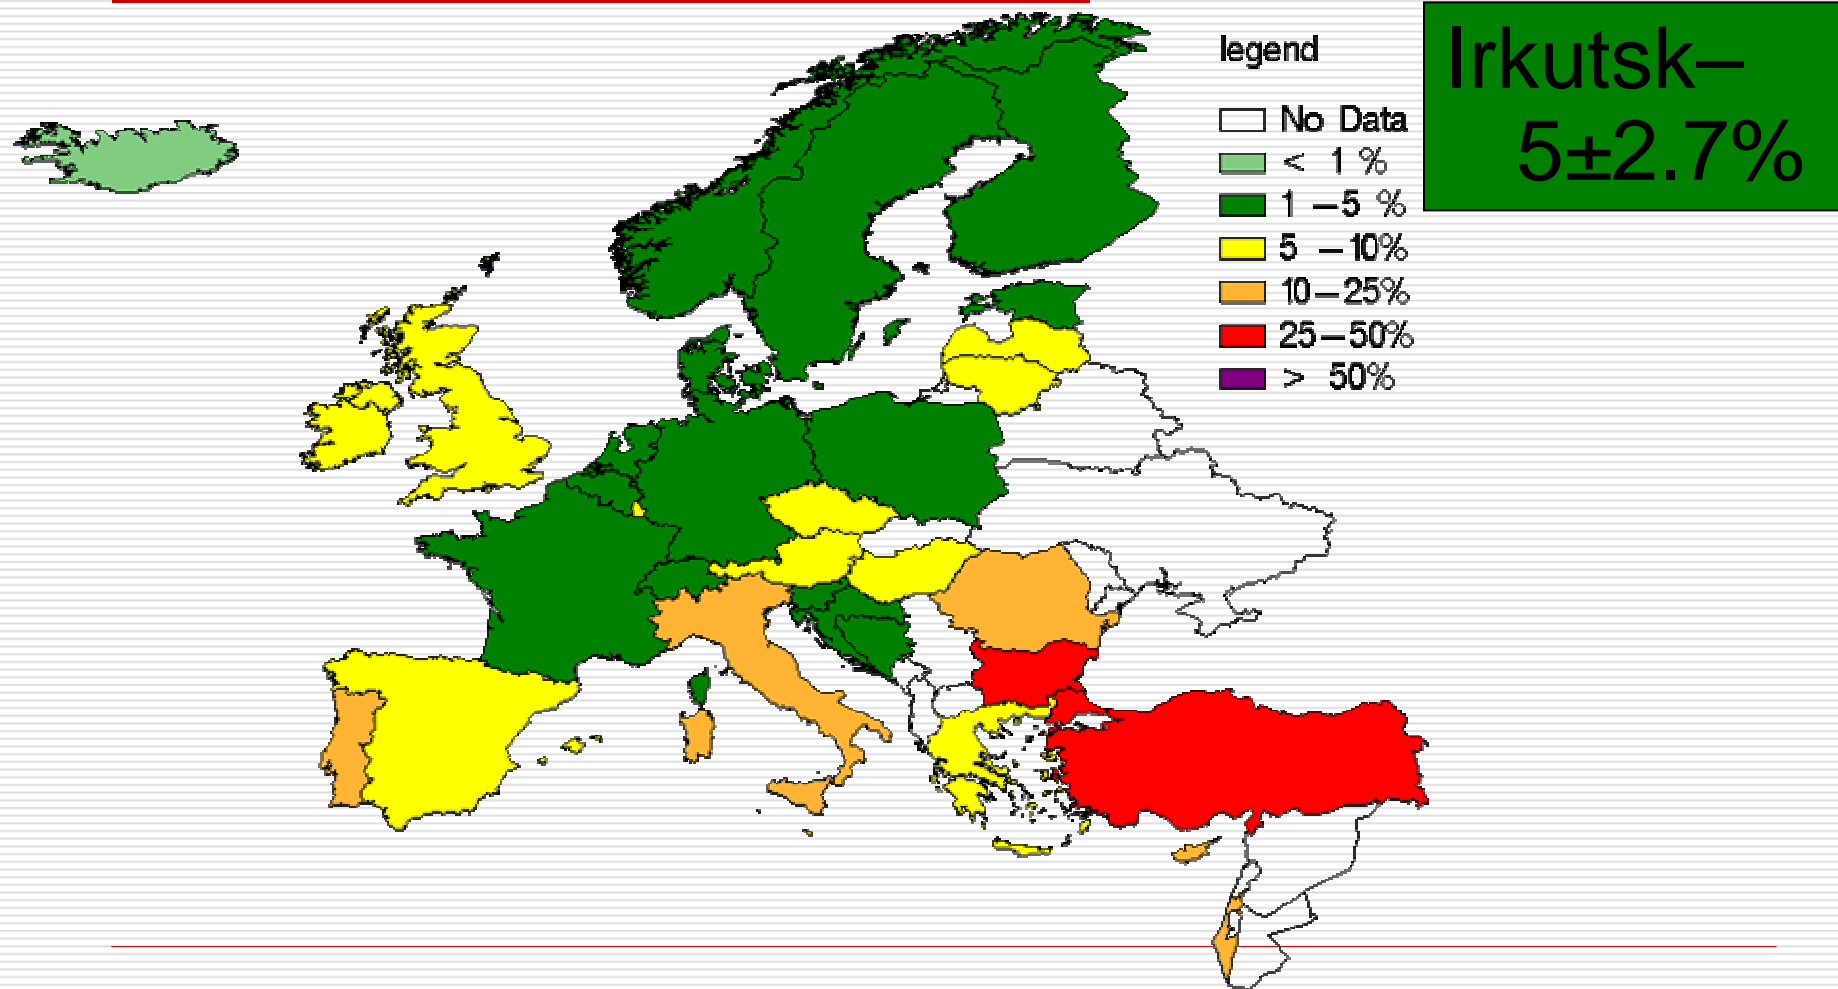 legend
No Data
< 1 %
1 –5 %
5 –10%
10–25%
25–50%
> 50%
Irkutsk–
5±2.7%